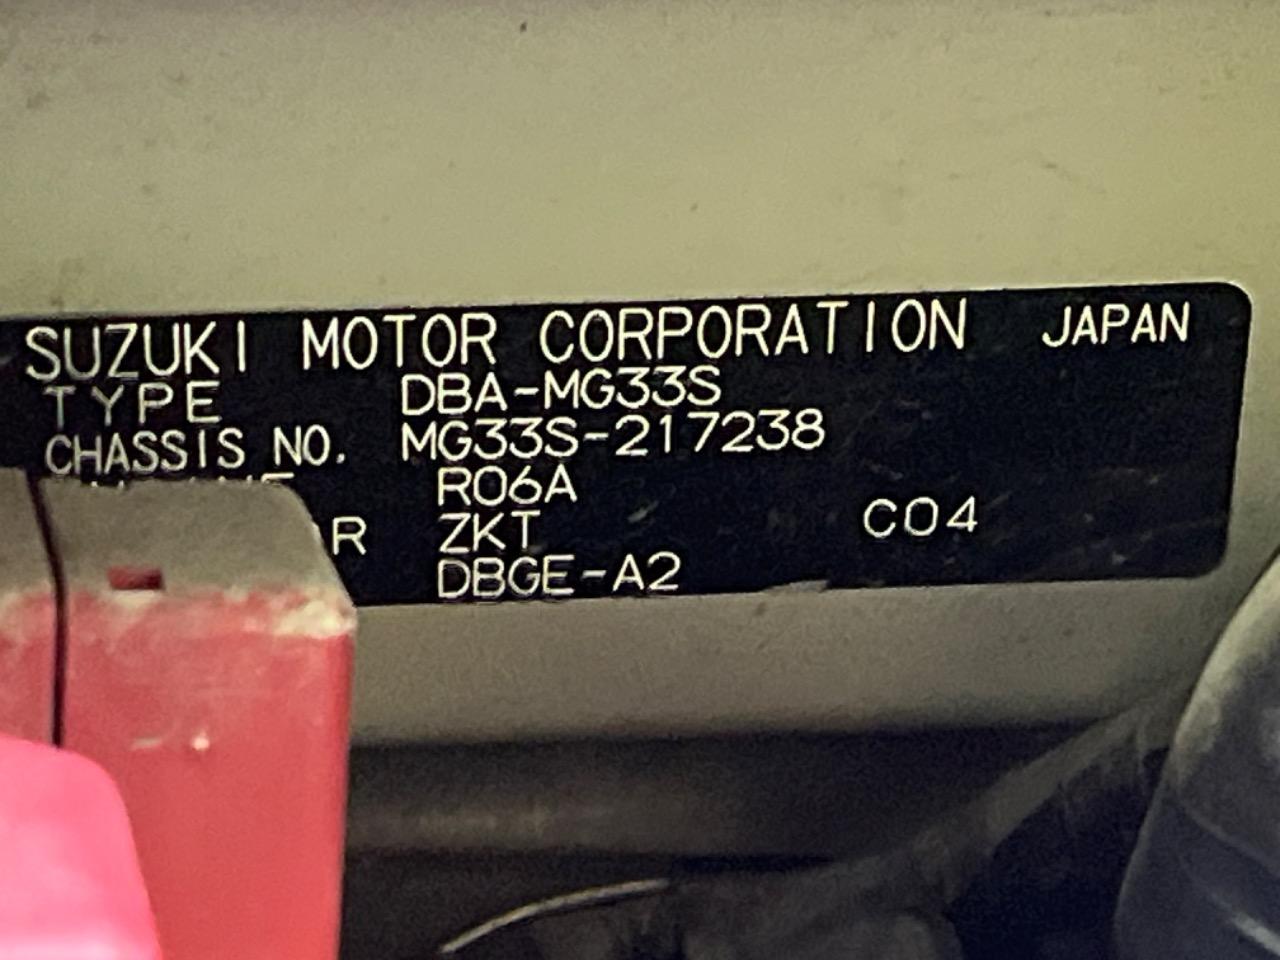 SUZUKI MOTOR CORPORATION JAPAN
TYPE DBA-MG33S
CHASSIS NO. MG33S-217238
R06A
R ZKT C04
DBGE-A2